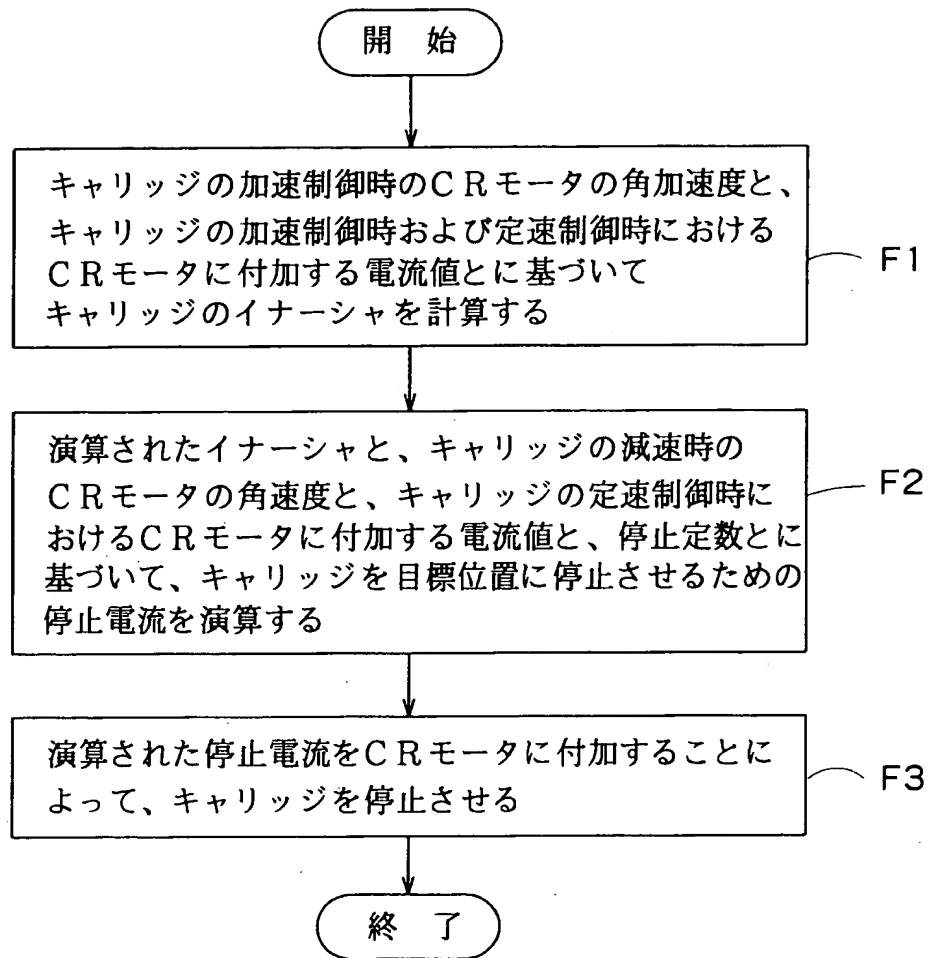 開 始
キャリッジの加速制御時のCRモータの角加速度と、
キャリッジの加速制御時および定速制御時における
CRモータに付加する電流値とに基づいて
キャリッジのイナーシャを計算する
F1
演算されたイナーシャと、キャリッジの減速時の
CRモータの角速度と、キャリッジの定速制御時に
おけるCRモータに付加する電流値と、停止定数とに
基づいて、キャリッジを目標位置に停止させるための
停止電流を演算する
F2
演算された停止電流をCRモータに付加することに
よって、キャリッジを停止させる
F3
終 了